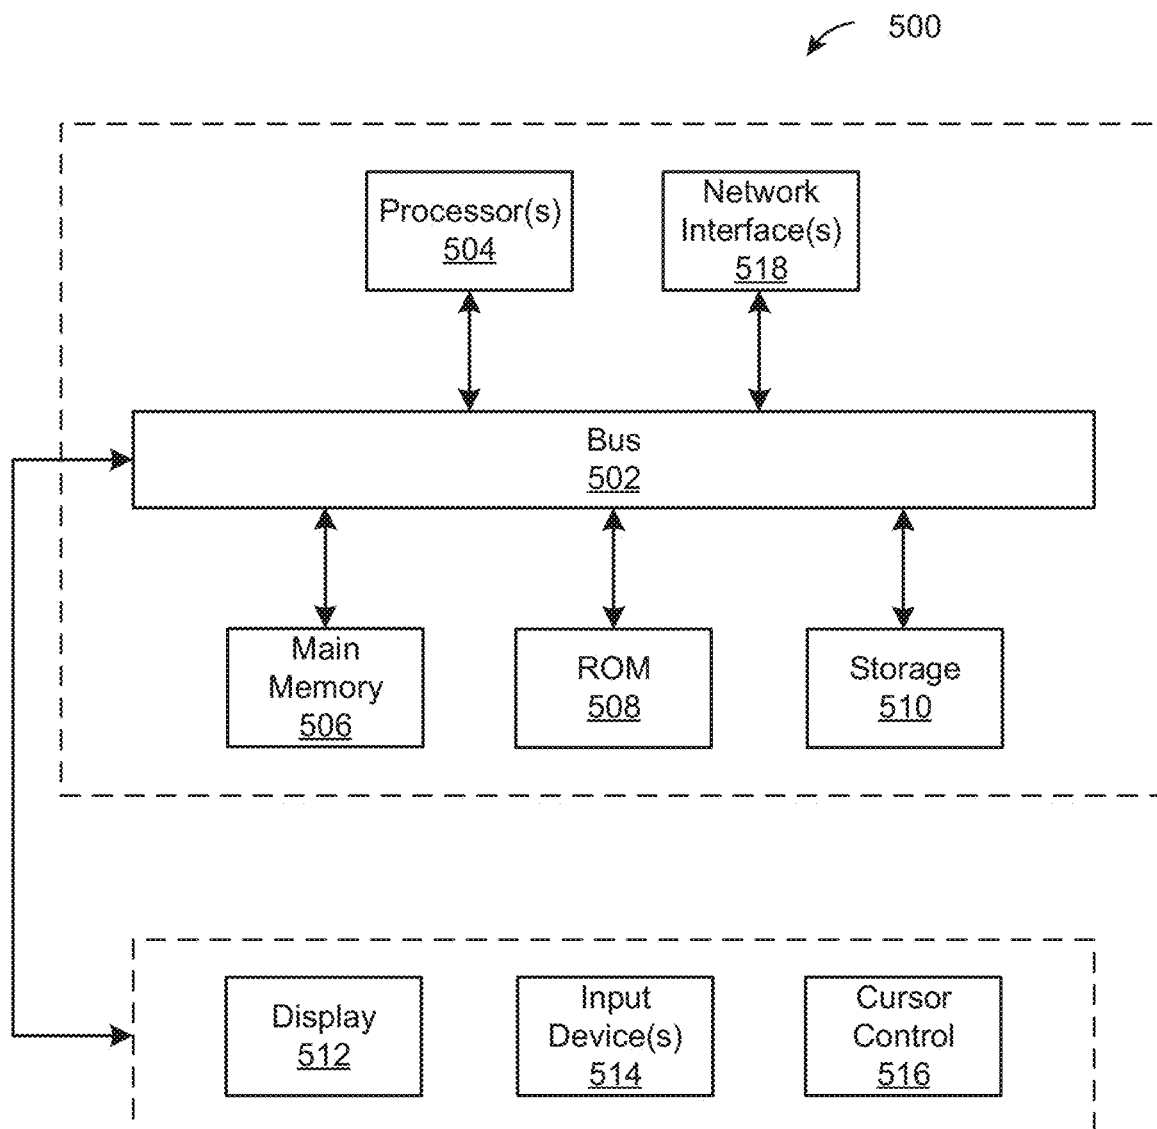 500
Processor(s)
504
Network
Interface(s)
518
Bus
502
Main
Memory
506
ROM
508
Storage
510
Display
512
Input
Device(s)
514
Cursor
Control
516